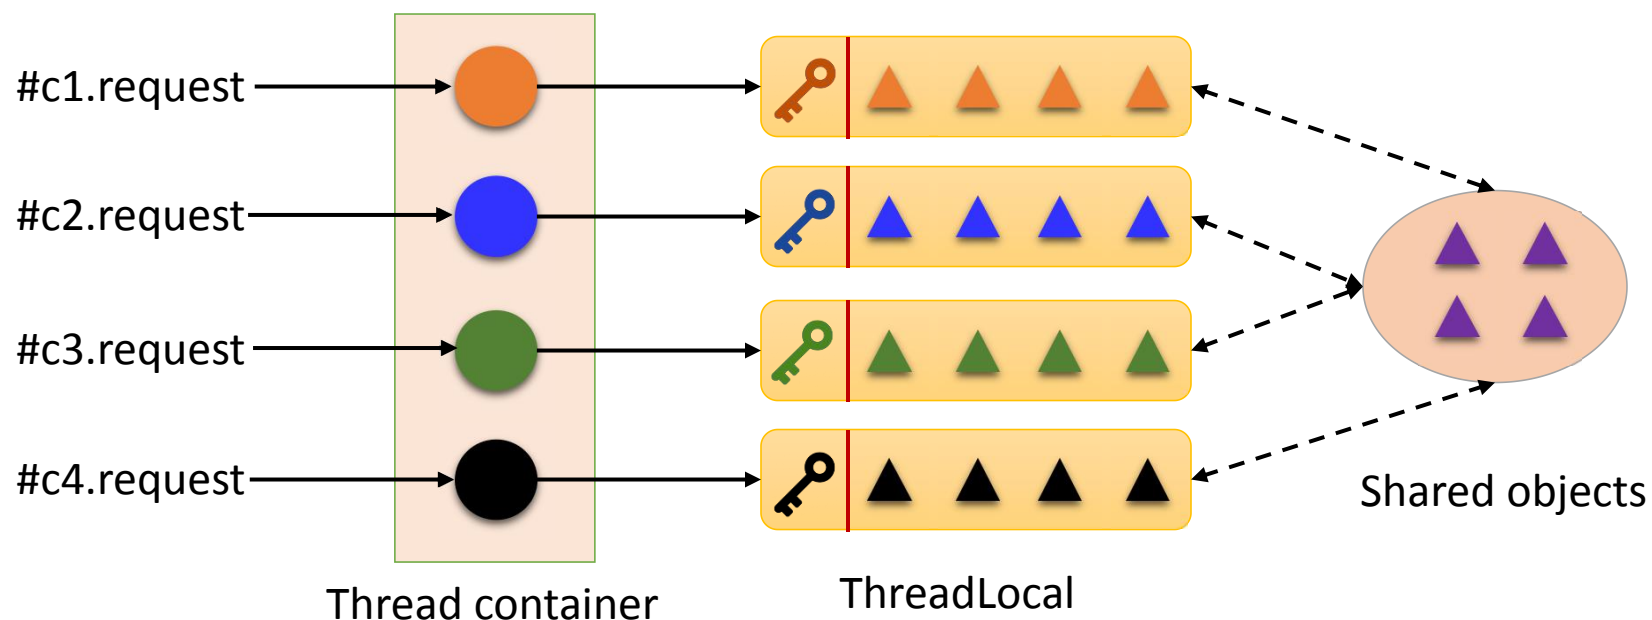 #c1.request
#c2.request
#c3.request
#c4.request
Thread container
ThreadLocal
Shared objects